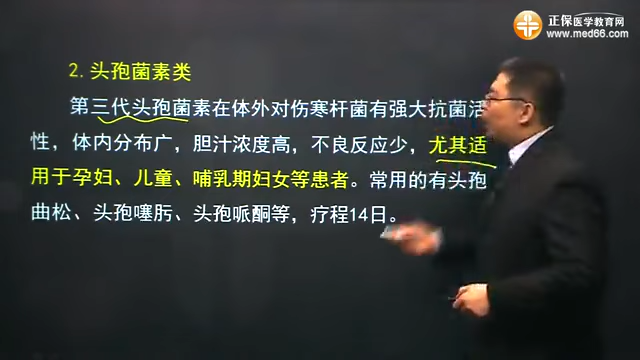 正保医学教育网
www.med66.com
2.头孢菌素类
第三代头孢菌素在体外对伤寒杆菌有强大抗菌活
性，体内分布广，胆汁浓度高，不良反应少，尤其适
用于孕妇、儿童、哺乳期妇女等患者。常用的有头孢
曲松、头孢噻肟、头孢哌酮等，疗程14日。